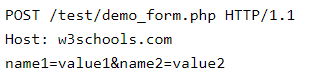 POST /test/demo_form.php HTTP/1.1
Host: w3schools.com
name1=value1&name2=value2